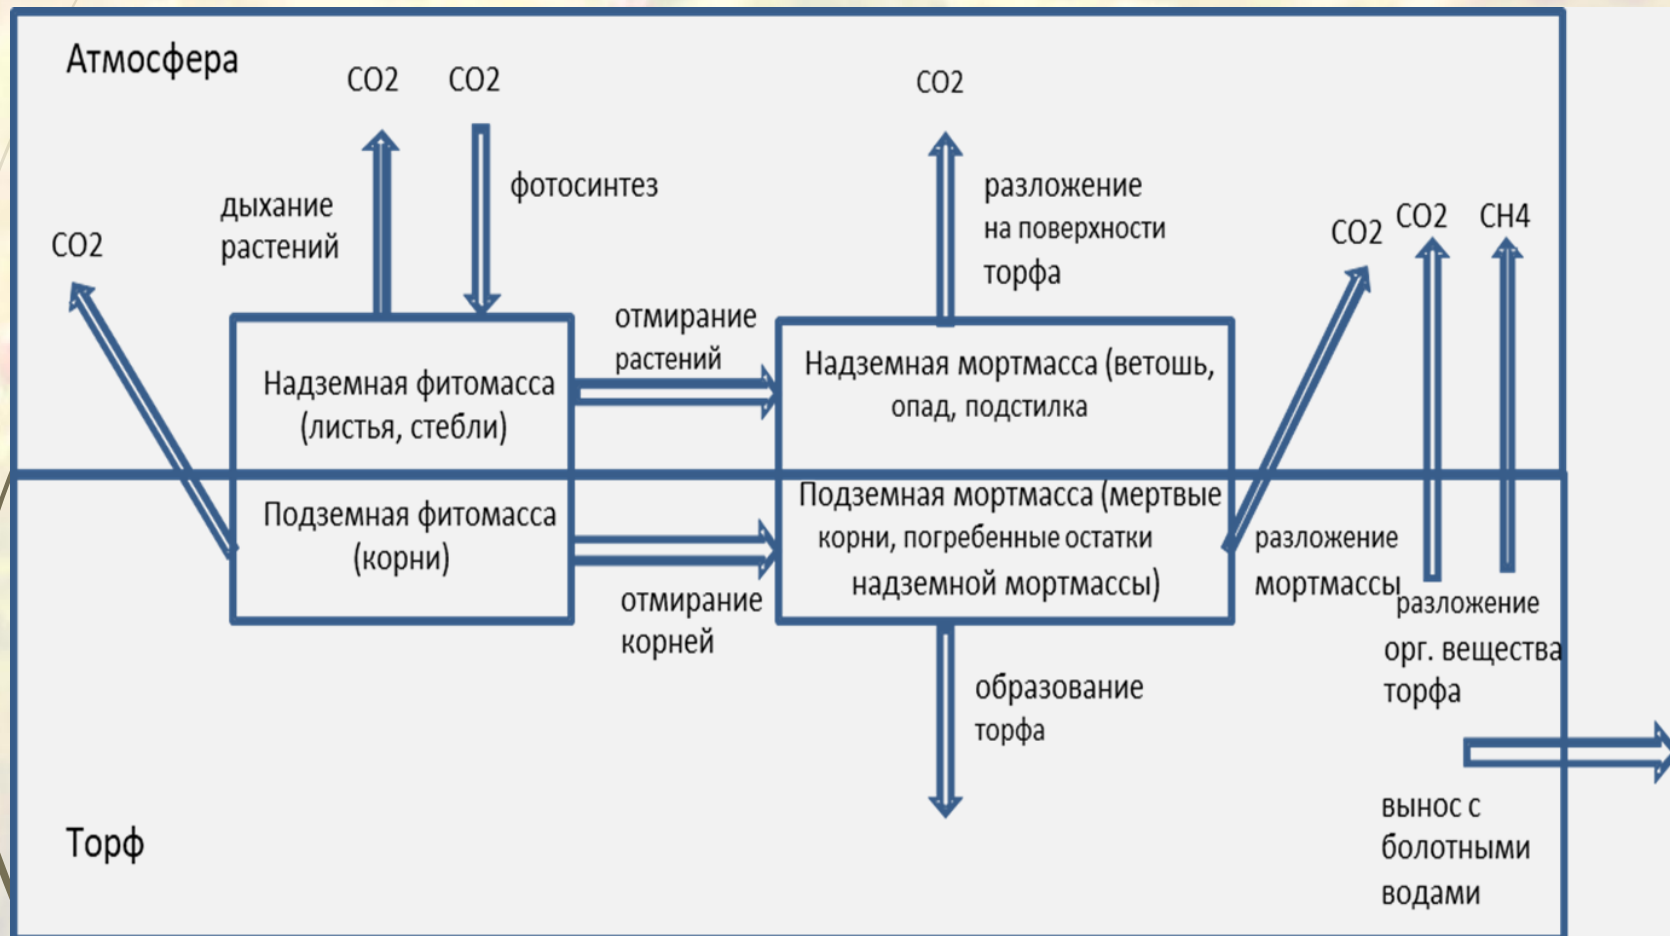 Атмосфера
CO2
CO2
CO2
дыхание
растений
фотосинтез
разложение
на поверхности
торфа
CO2
CO2
CO2
CH4
отмирание
растений
Надземная фитомасса
(листья, стебли)
Надземная мортмасса (ветошь,
опад, подстилка
Подземная фитомасса
(корни)
Подземная мортмасса (мертвые
корни, погребенные остатки
надземной мортмассы)
разложение
мортмассы
отмирание
корней
разложение
орг. вещества
торфа
образование
торфа
вынос с
болотными
водами
Торф